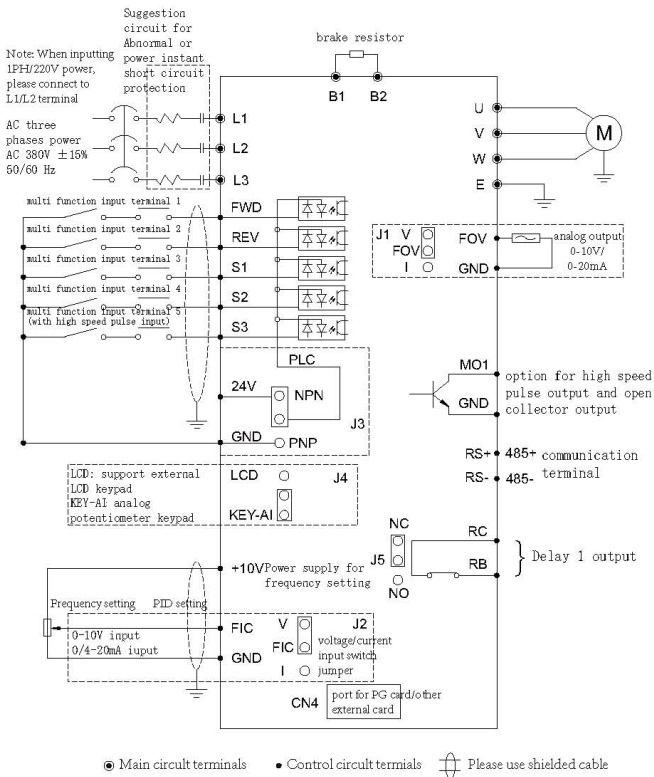 Suggestion
circuit for
Abnormal or
power instant
short circuit
protection
Note: When inputting
1PH/220V power,
please connect to
L1/L2 terminal
AC three
phases power
AC 380V ±15%
50/60 Hz
brake resistor
B1 B2
L1
L2
L3
U
V
W
E
M
multi function input terminal 1
FWD
multi function input terminal 2
REV
multi function input terminal 3
S1
multi function input terminal 4
S2
multi function input terminal 5
(with high speed pulse input)
S3
J1 V
FOV
I
FOV
GND
analog output
0-10V/
0-20mA
PLC
24V
NPN
J3
GND
PNP
MO1
GND
option for high speed
pulse output and open
collector output
RS+ 485+
RS- 485-
communication
terminal
LCD: support external
LCD keypad
KEY-AI: analog
potentiometer keypad
LCD
J4
KEY-AI
NC
J5
NO
RC
RB
Delay 1 output
+10V Power supply for
frequency setting
Prequency setting PID setting
0-10V input
0/4-20mA iuput
FIC
GND
V
FIC
I
J2
voltage/current
input switch
jumper
CN4
port for PG card/other
external card
Main circuit terminals
Control circuit termials
Please use shielded cable